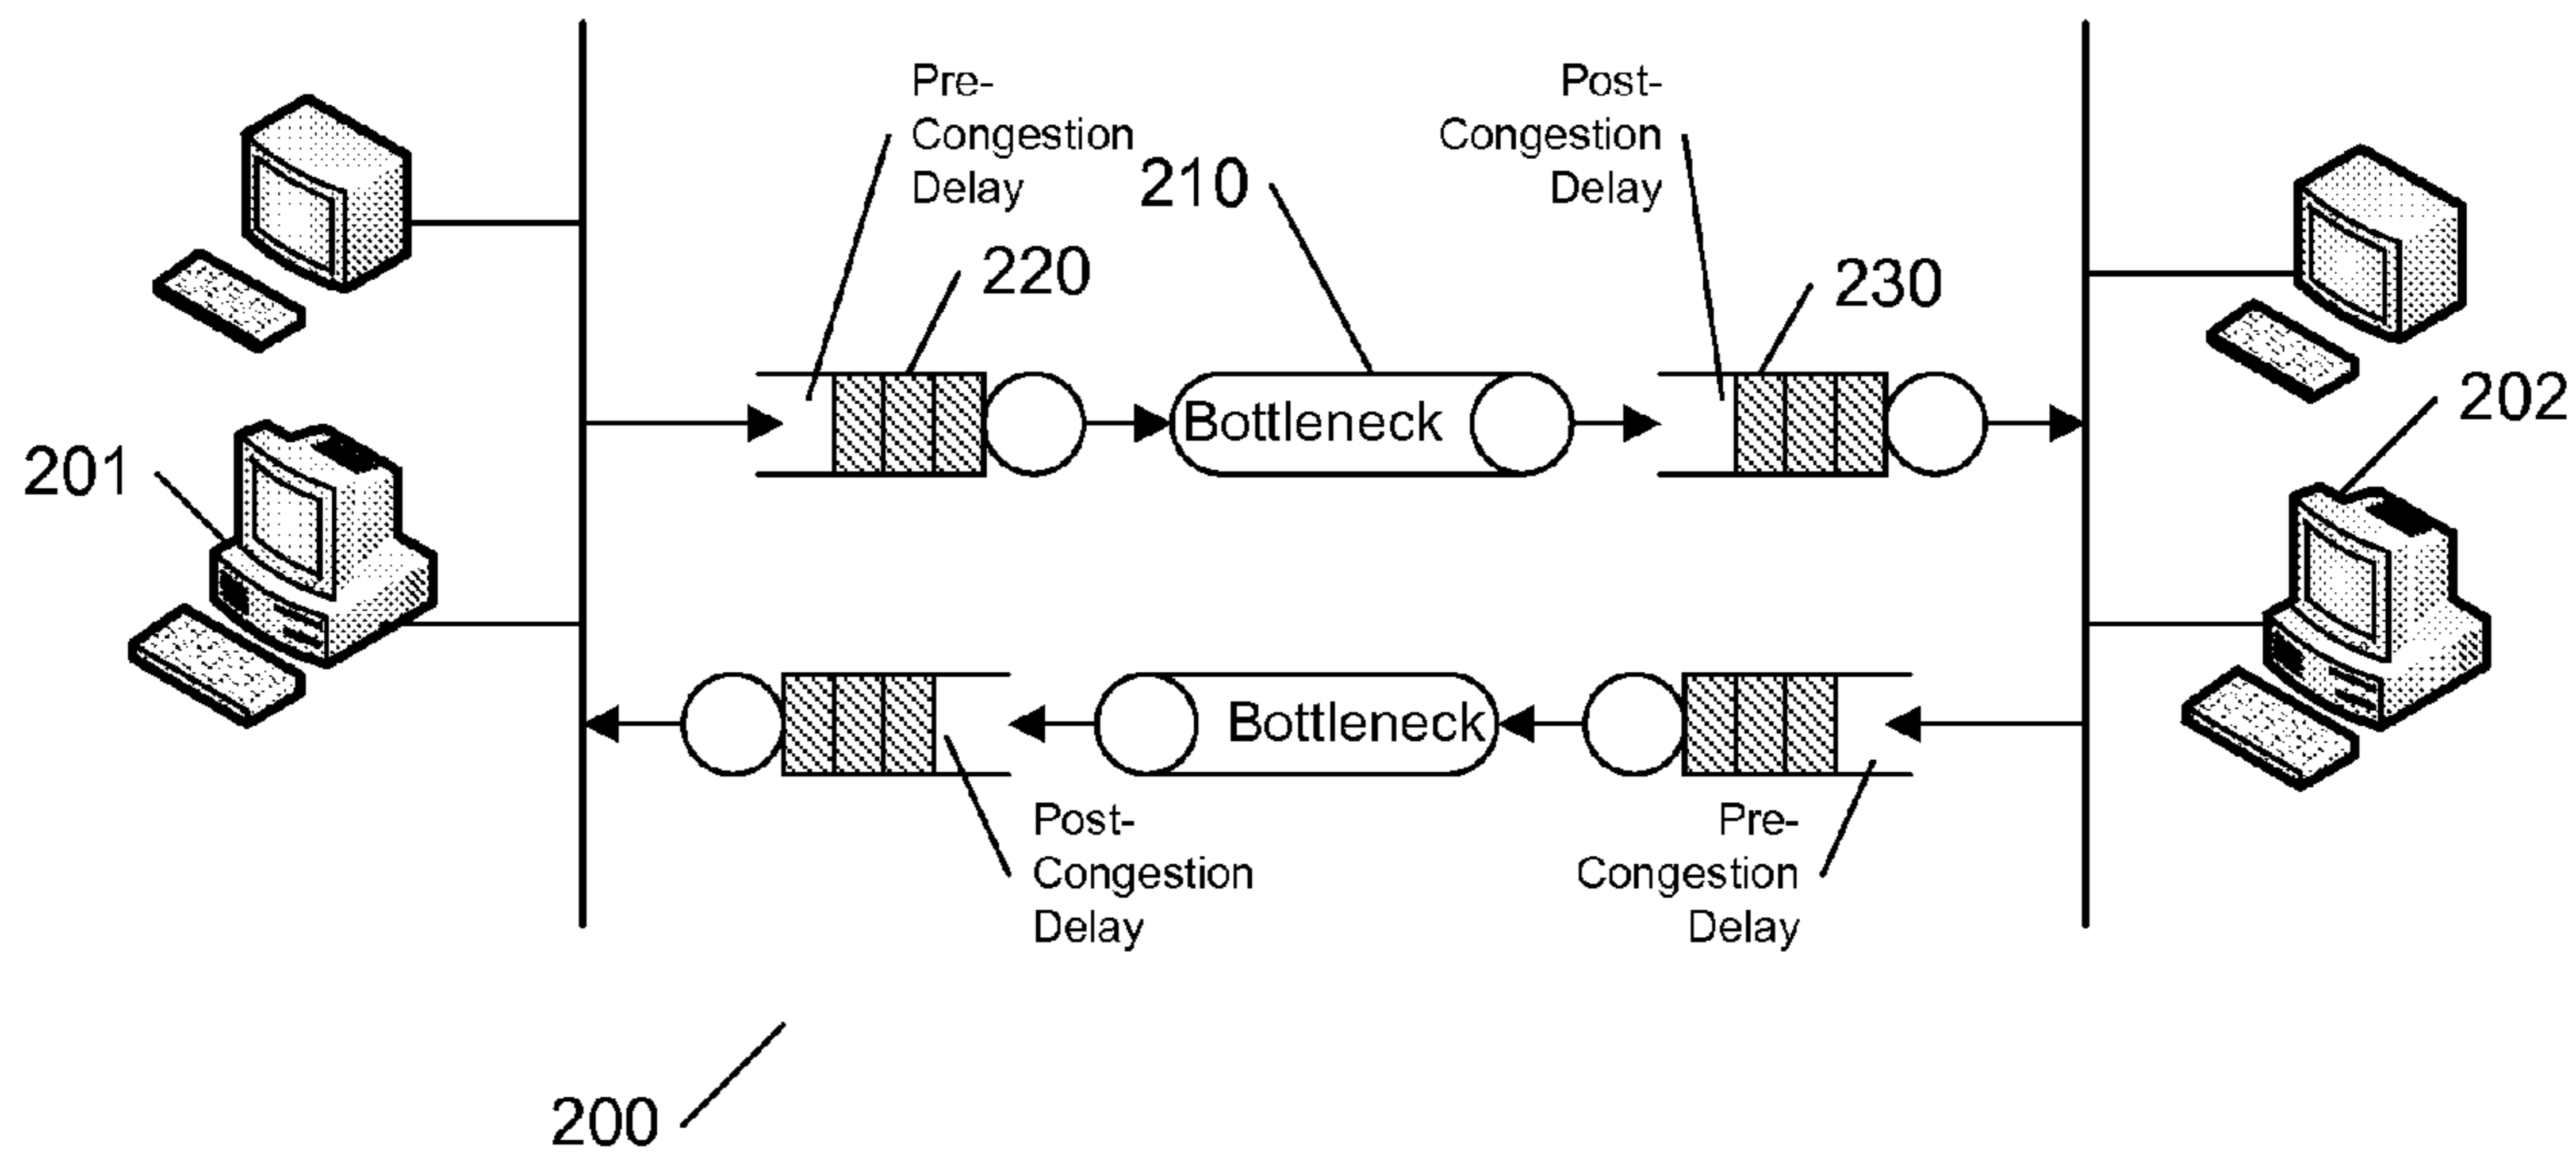 Pre-
Congestion
Delay
Post-
Congestion
Delay
210
220
230
202
201
Bottleneck
Bottleneck
Post-
Congestion
Delay
Pre-
Congestion
Delay
200